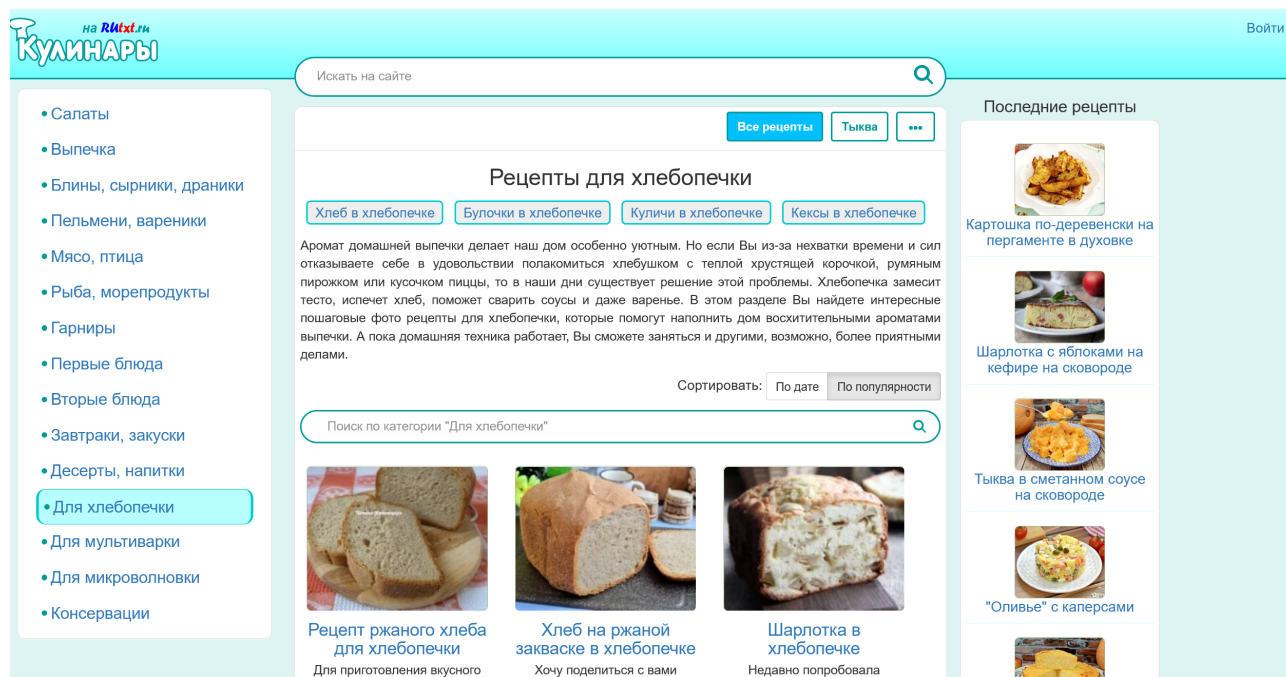 на RUtxt.ru
Кулинары
Войти
Искать на сайте
• Салаты
• Выпечка
• Блины, сырники, драники
• Пельмени, вареники
• Мясо, птица
• Рыба, морепродукты
• Гарниры
• Первые блюда
• Вторые блюда
• Завтраки, закуски
• Десерты, напитки
• Для хлебопечки
• Для мультиварки
• Для микроволновки
• Консервации
Все рецепты Тыква •••
Рецепты для хлебопечки
Хлеб в хлебопечке Булочки в хлебопечке Куличи в хлебопечке Кексы в хлебопечке
Аромат домашней выпечки делает наш дом особенно уютным. Но если Вы из-за нехватки времени и сил
отказываете себе в удовольствии полакомиться хлебушком с теплой хрустящей корочкой, румяным
пирожком или кусочком пиццы, то в наши дни существует решение этой проблемы. Хлебопечка замесит
тесто, испечет хлеб, поможет сварить соусы и даже варенье. В этом разделе Вы найдете интересные
пошаговые фото рецепты для хлебопечки, которые помогут наполнить дом восхитительными ароматами
выпечки. А пока домашняя техника работает, Вы сможете заняться и другими, возможно, более приятными
делами.
Сортировать: По дате По популярности
Поиск по категории "Для хлебопечки"
Рецепт ржаного хлеба
для хлебопечки
Для приготовления вкусного
Хлеб на ржаной
закваске в хлебопечке
Хочу поделиться с вами
Шарлотка в
хлебопечке
Недавно попробовала
Последние рецепты
Картошка по-деревенски на
пергаменте в духовке
Шарлотка с яблоками на
кефире на сковороде
Тыква в сметанном соусе
на сковороде
"Оливье" с каперсами